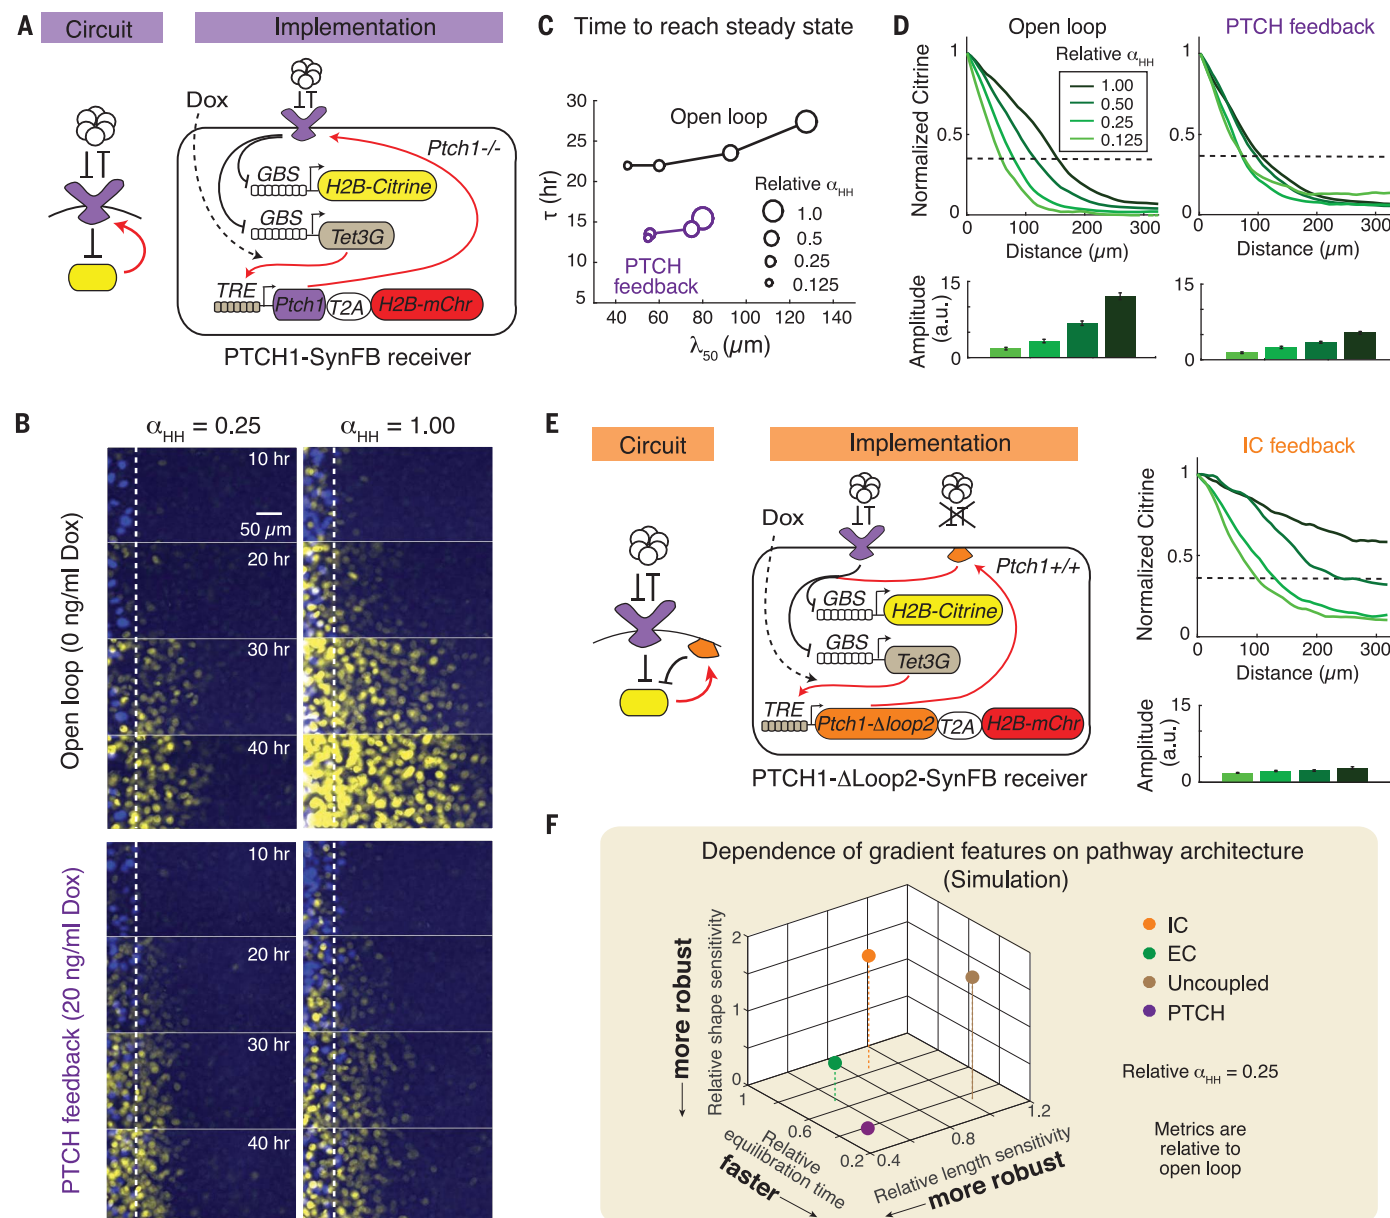 A
Circuit
Implementation
Dox
Ptch1-/-
GBS
H2B-Citrine
GBS
Tet3G
TRE
Ptch1
T2A
H2B-mChr
PTCH1-SynFB receiver
B
α_HH = 0.25
α_HH = 1.00
Open loop (0 ng/ml Dox)
10 hr
50 µm
20 hr
30 hr
40 hr
PTCH feedback (20 ng/ml Dox)
10 hr
20 hr
30 hr
40 hr
C
Time to reach steady state
τ (hr)
30
25
20
15
10
5
Open loop
PTCH
feedback
Relative α_HH
1.0
0.5
0.25
0.125
40 60 80 100 120 140
λ_50 (µm)
D
Open loop
Normalized Citrine
1
0.5
0
Relative α_HH
1.00
0.50
0.25
0.125
0 100 200 300
Distance (µm)
Amplitude
(a.u.)
15
0
PTCH feedback
1
0.5
0
0 100 200 300
Distance (µm)
15
0
E
Circuit
Implementation
Dox
Ptch1+/+
GBS
H2B-Citrine
GBS
Tet3G
TRE
Ptch1-Δloop2
T2A
H2B-mChr
PTCH1-ΔLoop2-SynFB receiver
IC feedback
Normalized Citrine
1
0.5
0
0 100 200 300
Distance (µm)
Amplitude
(a.u.)
15
0
F
Dependence of gradient features on pathway architecture
(Simulation)
more robust
Relative shape sensitivity
2
1
0
1
0.6
0.2
Relative
equilibration time
faster
0.4
0.8
1.2
Relative length sensitivity
more robust
IC
EC
Uncoupled
PTCH
Relative α_HH = 0.25
Metrics are
relative to
open loop